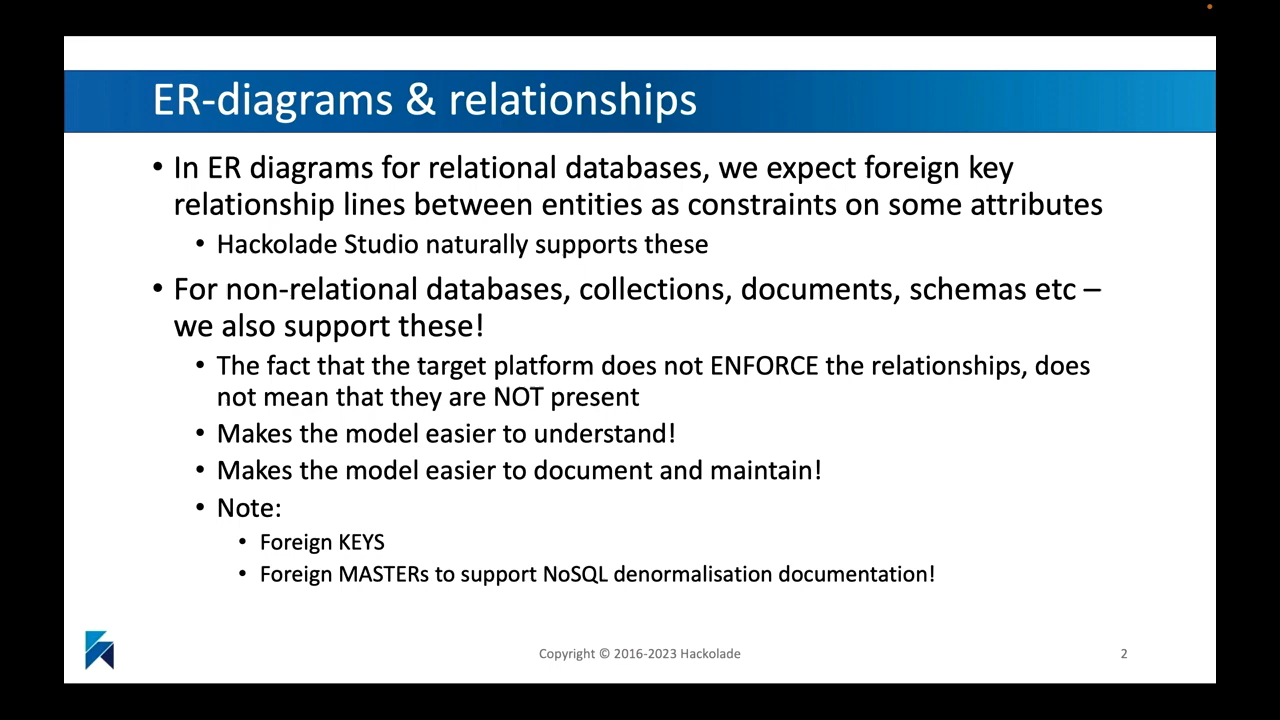 ER-diagrams & relationships
• In ER diagrams for relational databases, we expect foreign key
relationship lines between entities as constraints on some attributes
• Hackolade Studio naturally supports these
• For non-relational databases, collections, documents, schemas etc –
we also support these!
• The fact that the target platform does not ENFORCE the relationships, does
not mean that they are NOT present
• Makes the model easier to understand!
• Makes the model easier to document and maintain!
• Note:
• Foreign KEYS
• Foreign MASTERs to support NoSQL denormalisation documentation!
Copyright © 2016-2023 Hackolade
2